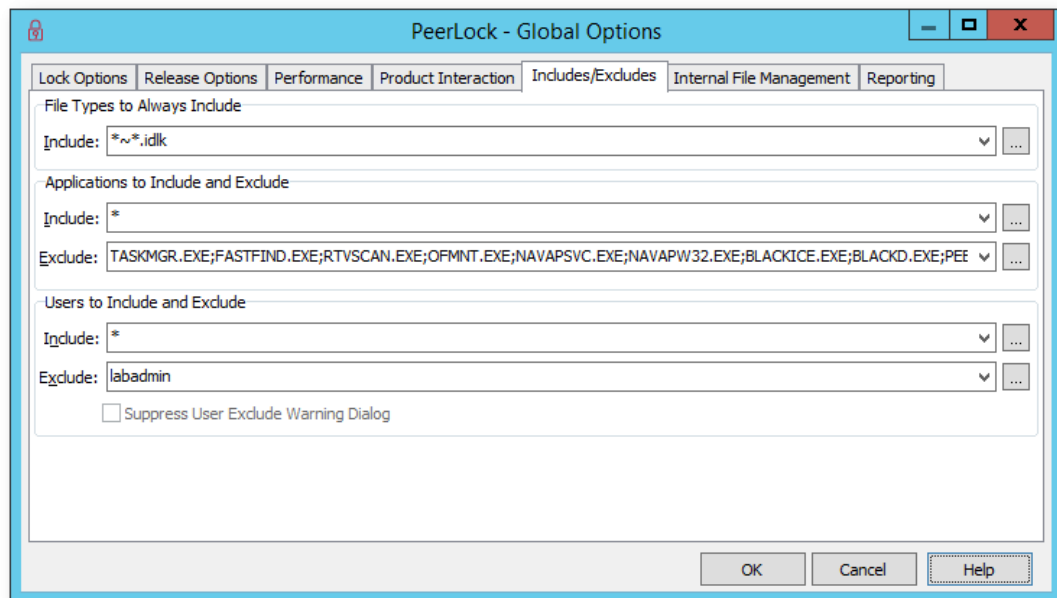 PeerLock - Global Options
Lock Options Release Options Performance Product Interaction Includes/Excludes Internal File Management Reporting
File Types to Always Include
Include: *~*.idlk ...
Applications to Include and Exclude
Include: * ...
Exclude: TASKMGR.EXE;FASTFIND.EXE;RTVSCAN.EXE;OFMNT.EXE;NAVAPSVC.EXE;NAVAPW32.EXE;BLACKICE.EXE;BLACKD.EXE;PEE ...
Users to Include and Exclude
Include: * ...
Exclude: labadmin ...
Suppress User Exclude Warning Dialog
OK Cancel Help